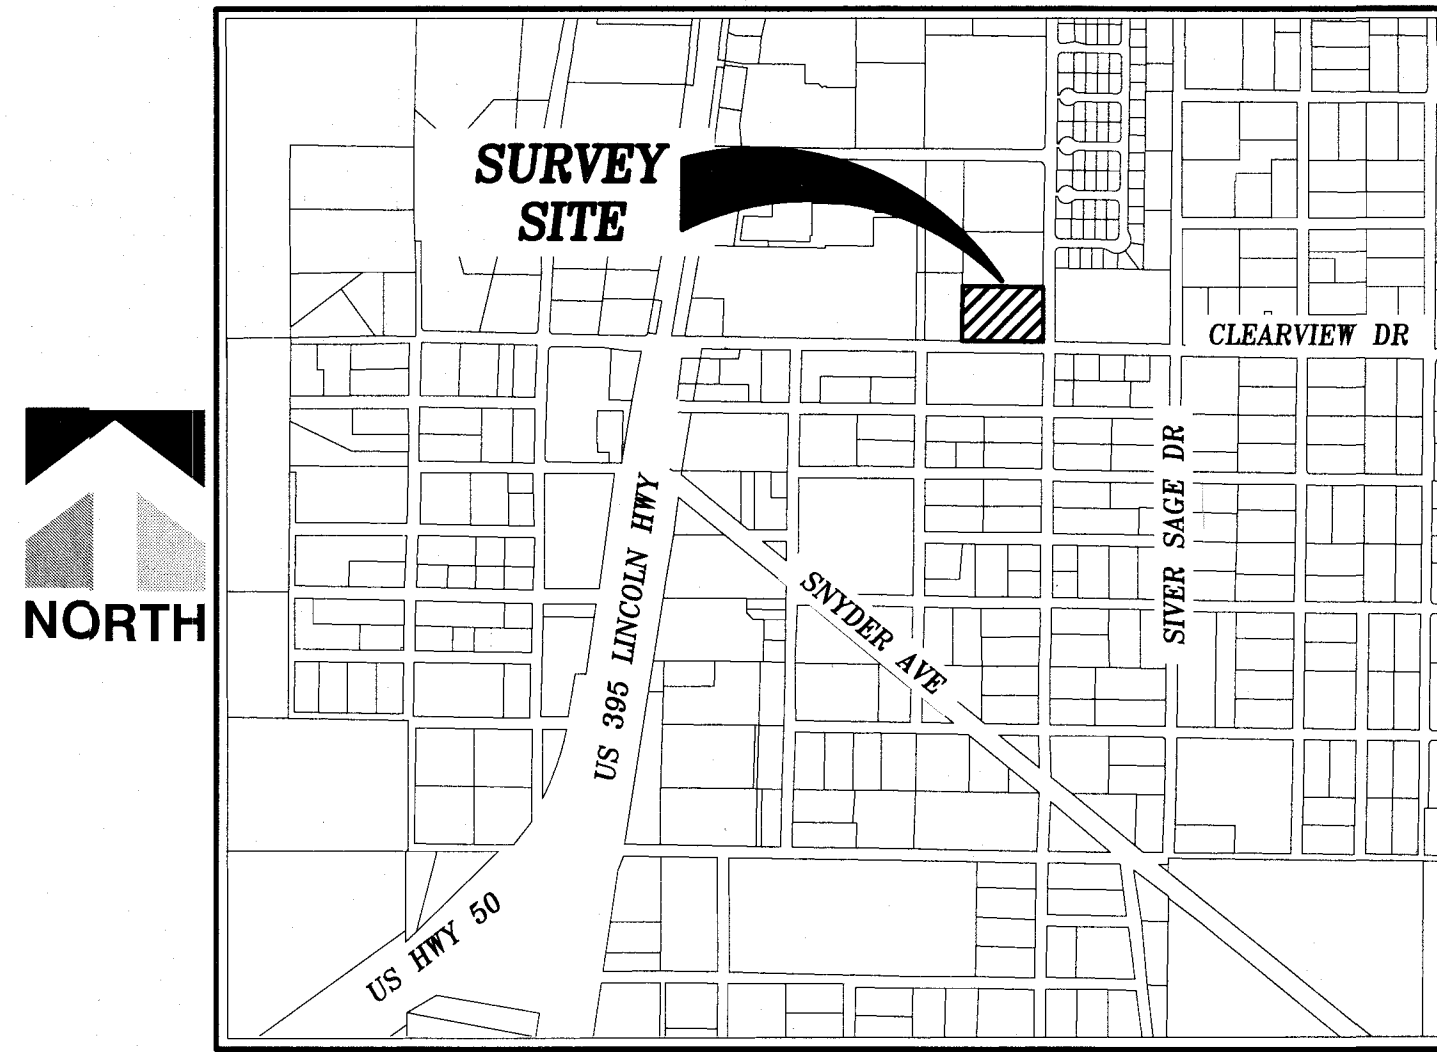 SURVEY
SITE
CLEARVIEW DR
SIVER SAGE DR
US 395 LINCOLN HWY
SNYDER AVE
US HWY 50
NORTH